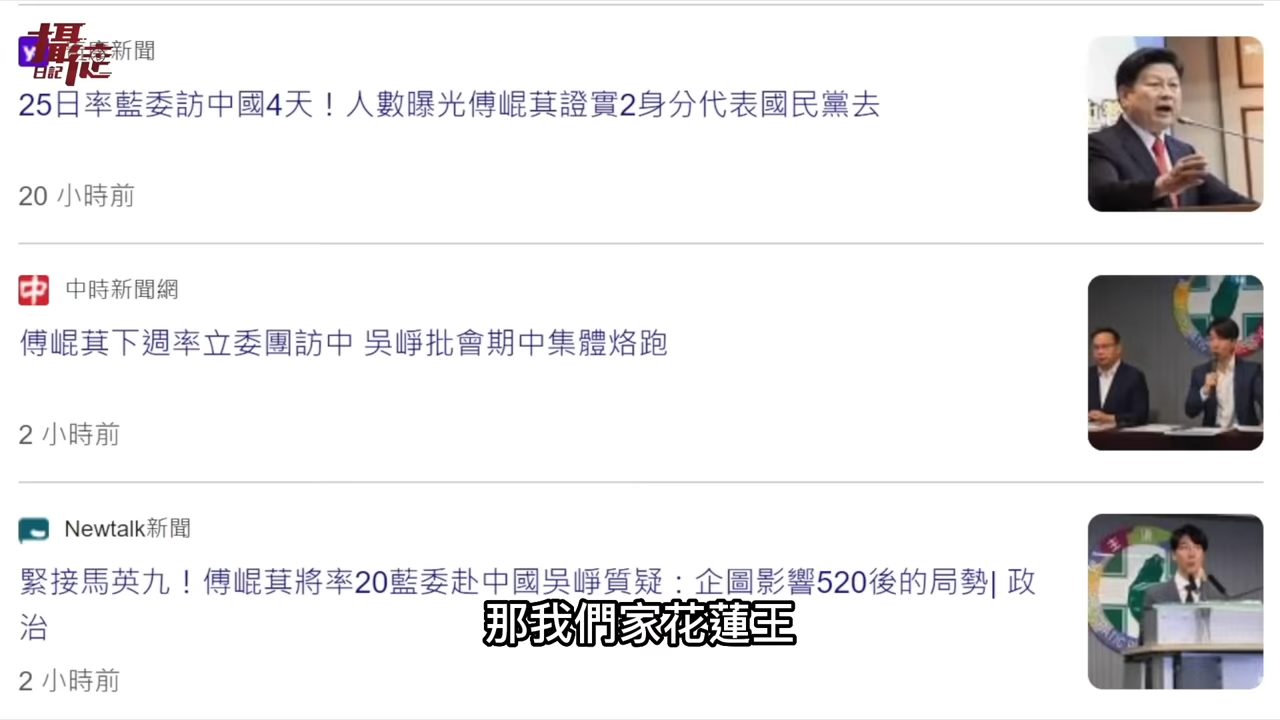 攝徒
日記
新聞
25日率藍委訪中國4天！人數曝光傅崐萁證實2身分代表國民黨去
20 小時前
中時新聞網
傅崐萁下週率立委團訪中 吳崢批會期中集體烙跑
2 小時前
Newtalk新聞
緊接馬英九！傅崐萁將率20藍委赴中國吳崢質疑：企圖影響520後的局勢| 政
治
那我們家花蓮王
2 小時前